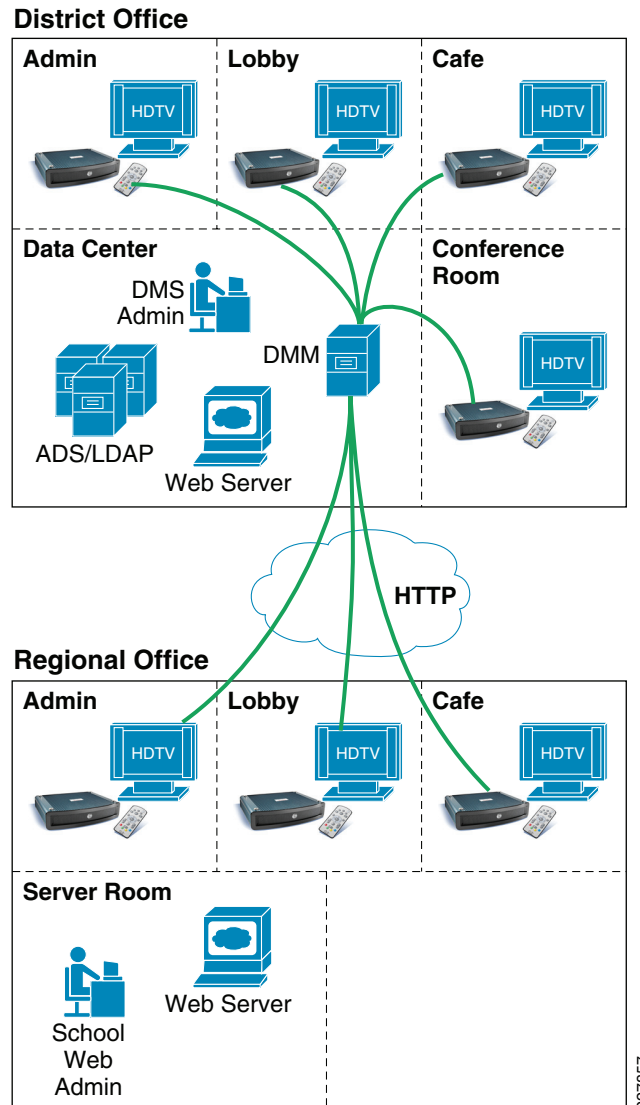 District Office
Admin
Lobby
Cafe
HDTV
HDTV
HDTV
Data Center
Conference
Room
DMS
Admin
DMM
HDTV
ADS/LDAP
Web Server
HTTP
Regional Office
Admin
Lobby
Cafe
HDTV
HDTV
HDTV
Server Room
Web Server
School
Web
Admin